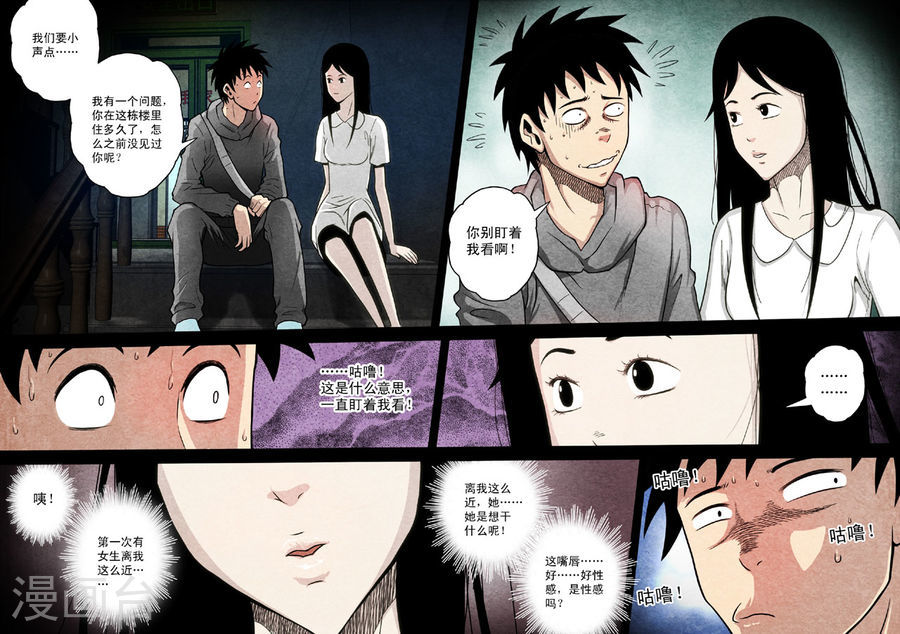 我们要小
声点……
我有一个问题，
你在这栋楼里
住多久了，怎
么之前没见过
你呢？
你别盯着
我看啊！
……咕噜！
这是什么意思，
一直盯着我看！
……
……
咦！
第一次有
女生离我
这么近…
…
离我这么
近，她……
她是想干
什么呢！
这嘴唇……
好……好性
感，是性感
吗？
咕噜！
咕噜！
咕噜！
漫画台